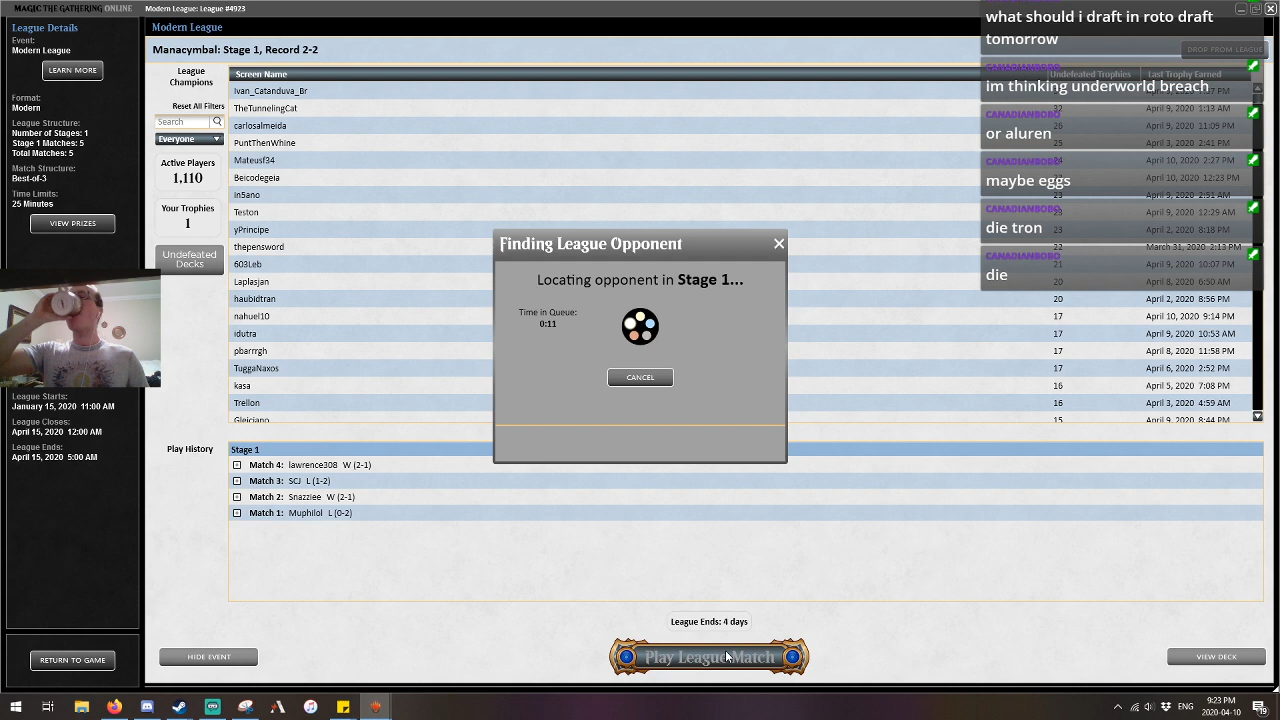 MAGIC THE GATHERING ONLINE
Modern League: League #4923
League Details
Event:
Modern League
LEARN MORE
Format:
Modern
League Structure:
Number of Stages: 1
Stage 1 Matches: 5
Total Matches: 5
Match Structure:
Best-of-3
Time Limits:
25 Minutes
VIEW PRIZES
League Starts:
January 15, 2020 11:00 AM
League Closes:
April 15, 2020 12:00 AM
League Ends:
April 15, 2020 5:00 AM
RETURN TO GAME
Modern League
Manacymbal: Stage 1, Record 2-2
DROP FROM LEAGUE
League
Champions
Reset All Filters
Search
Everyone
Active Players
1,110
Your Trophies
1
Undefeated
Decks
Screen Name Undefeated Trophies Last Trophy Earned
Ivan_Catanduva_Br
TheTunnelingCat 32 April 9, 2020 1:13 AM
carlosalmeida 26 April 9, 2020 11:09 PM
PuntThenWhine 25 April 3, 2020 2:41 PM
Mateusf34 24 April 10, 2020 2:27 PM
Beicodegeia April 10, 2020 12:23 PM
in5ano 23 April 9, 2020 2:51 AM
Teston 23 April 9, 2020 12:29 AM
yPrincipe 23 April 8, 2020 2:18 PM
thepensword 22 March 31, 2020 2:13 PM
603Leb 21 April 9, 2020 10:07 PM
Laplasjan 20 April 8, 2020 6:50 AM
haubidtran 20 April 2, 2020 8:56 PM
nahuel10 17 April 10, 2020 9:14 PM
idutra 17 April 9, 2020 10:53 AM
pbarrrgh 17 April 8, 2020 11:58 PM
TuggaNaxos 17 April 6, 2020 2:52 PM
kasa 16 April 5, 2020 7:08 PM
Treilon 16 April 3, 2020 4:59 AM
Gleiciano 15 April 9, 2020 8:44 PM
what should i draft in roto draft
tomorrow
CANADIANBOBO
im thinking underworld breach
CANADIANBOBO
or aluren
CANADIANBOBO
maybe eggs
CANADIANBOBO
die tron
CANADIANBOBO
die
Finding League Opponent
Locating opponent in Stage 1...
Time in Queue:
0:11
CANCEL
Play History
Stage 1
Match 4: lawrence308 W (2-1)
Match 3: SCJ L (1-2)
Match 2: Snazziee W (2-1)
Match 1: Muphilol L (0-2)
League Ends: 4 days
HIDE EVENT
Play League Match
VIEW DECK
9:23 PM
2020-04-10